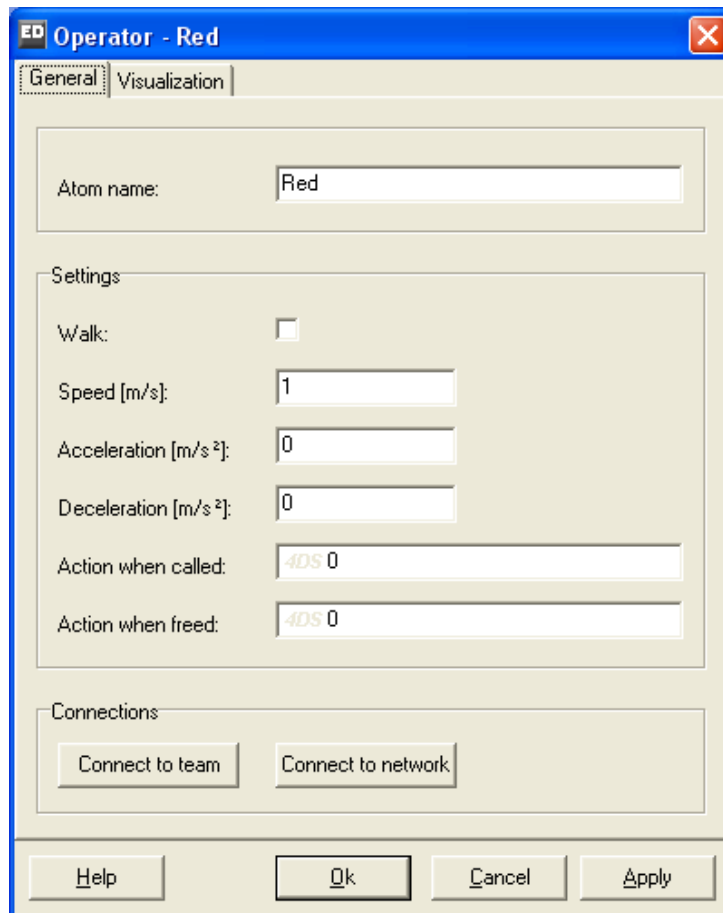 ED Operator - Red
General Visualization
Atom name: Red
Settings
Walk:
Speed [m/s]: 1
Acceleration [m/s²]: 0
Deceleration [m/s²]: 0
Action when called: 4DS 0
Action when freed: 4DS 0
Connections
Connect to team Connect to network
Help Ok Cancel Apply